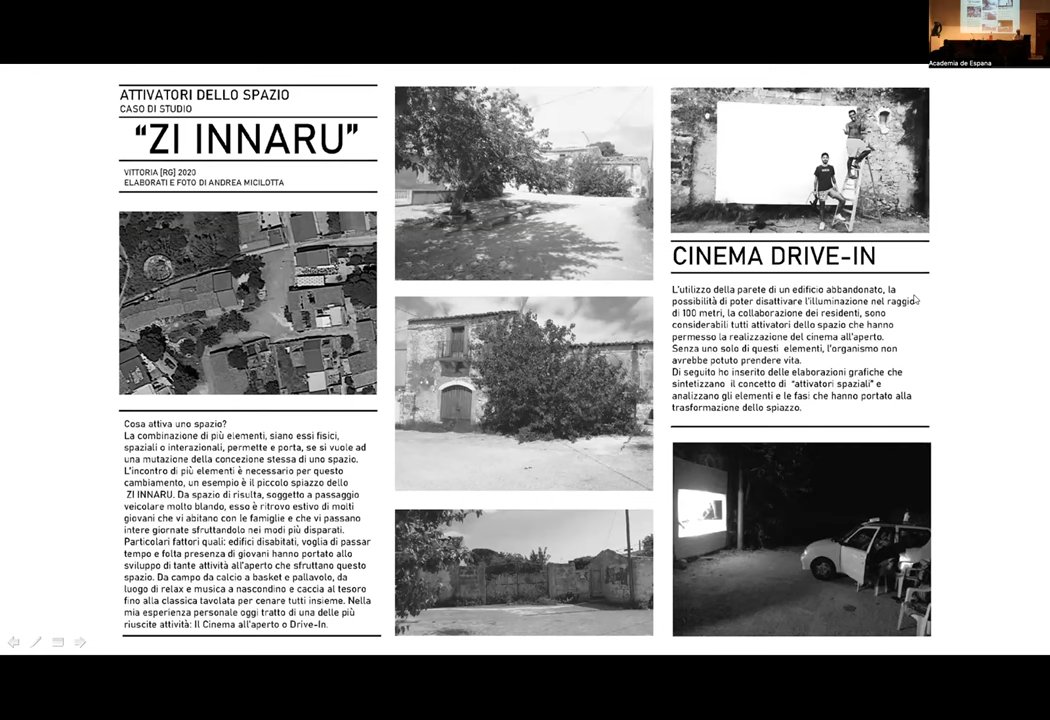 Academia de Espana
ATTIVATORI DELLO SPAZIO
CASO DI STUDIO
“ZI INNARU”
VITTORIA [RG] 2020
ELABORATI E FOTO DI ANDREA MICILOTTA
Cosa attiva uno spazio?
La combinazione di più elementi, siano essi fisici,
spaziali o interazionali, permette e porta, se si vuole ad
una mutazione della concezione stessa di uno spazio.
L'incontro di più elementi è necessario per questo
cambiamento, un esempio è il piccolo spiazzo dello
ZI INNARU. Da spazio di risulta, soggetto a passaggio
veicolare molto blando, esso è ritrovo estivo di molti
giovani che vi abitano con le famiglie e che vi passano
intere giornate sfruttandolo nei modi più disparati.
Particolari fattori quali: edifici disabitati, voglia di passar
tempo e folta presenza di giovani hanno portato allo
sviluppo di tante attività all'aperto che sfruttano questo
spazio. Da campo da calcio a basket e pallavolo, da
luogo di relax e musica a nascondino e caccia al tesoro
fino alla classica tavolata per cenare tutti insieme. Nella
mia esperienza personale oggi tratto di una delle più
riuscite attività: Il Cinema all'aperto o Drive-In.
CINEMA DRIVE-IN
L'utilizzo della parete di un edificio abbandonato, la
possibilità di poter disattivare l'illuminazione nel raggio
di 100 metri, la collaborazione dei residenti, sono
considerabili tutti attivatori dello spazio che hanno
permesso la realizzazione del cinema all'aperto.
Senza uno solo di questi elementi, l'organismo non
avrebbe potuto prendere vita.
Di seguito ho inserito delle elaborazioni grafiche che
sintetizzano il concetto di “attivatori spaziali” e
analizzano gli elementi e le fasi che hanno portato alla
trasformazione dello spiazzo.